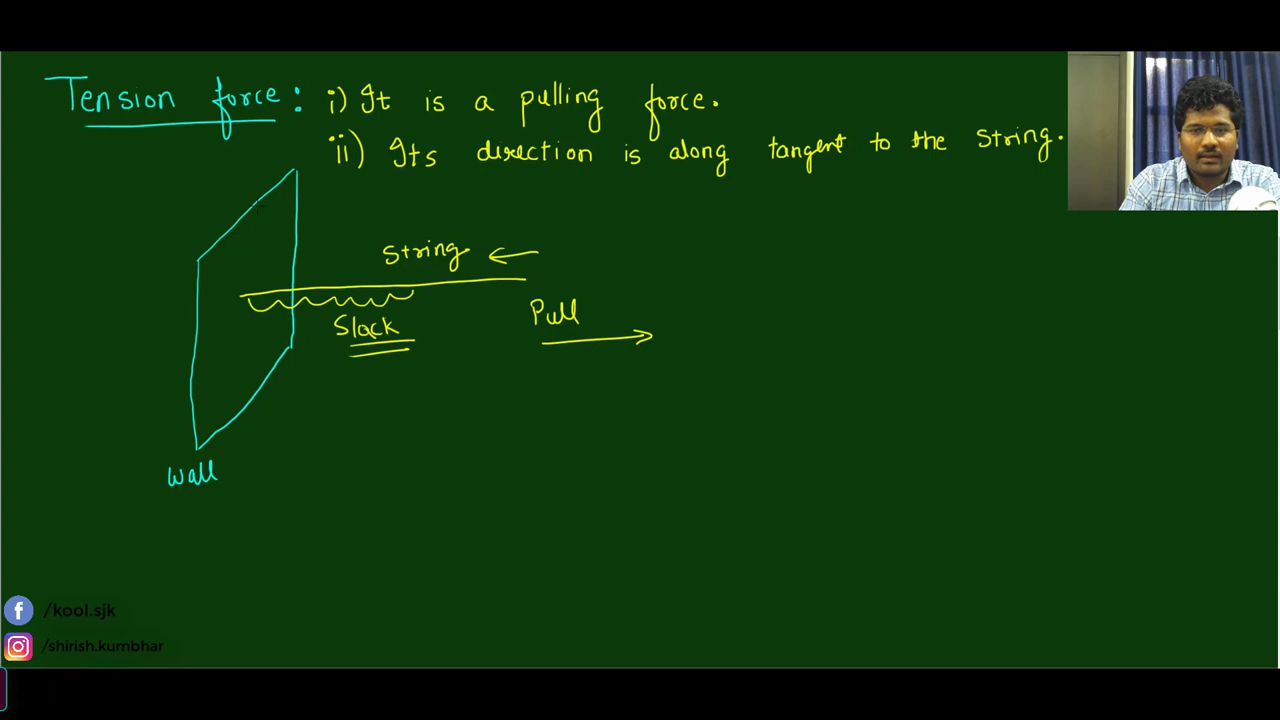 Tension force: i) It is a pulling force.
ii) Its direction is along tangent to the string.
String
Slack
Pull
Wall
/kool.sjk
/shirish.kumbhar